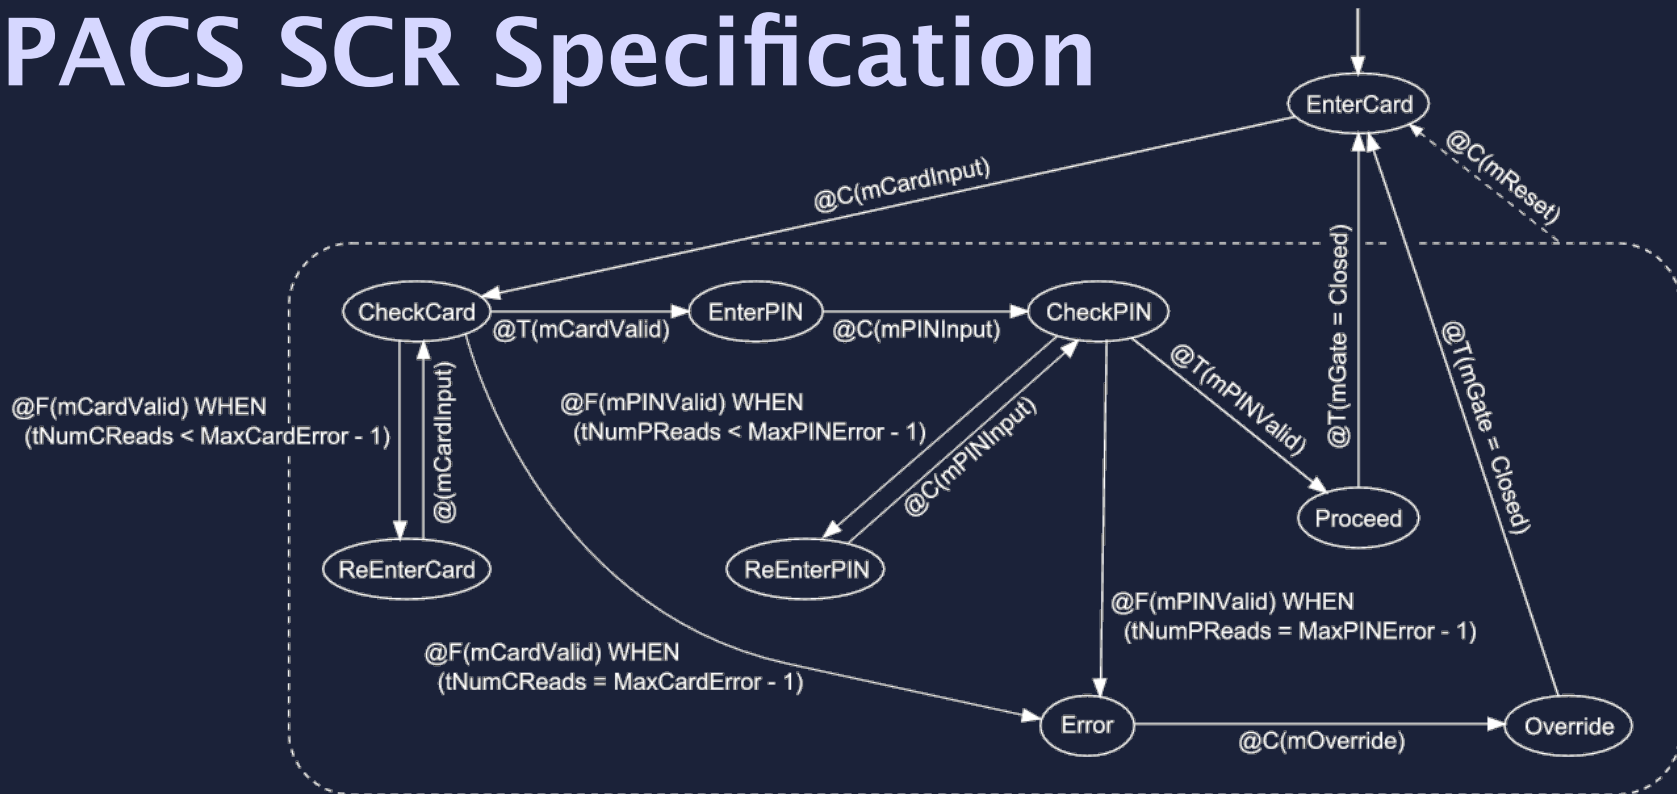 PACS SCR Specification
EnterCard
@C(mReset)
@C(mCardInput)
@T(mGate = Closed)
@T(mGate = Closed)
CheckCard
@T(mCardValid)
EnterPIN
@C(mPINInput)
CheckPIN
@T(mPINValid)
@F(mCardValid) WHEN
(tNumCReads < MaxCardError - 1)
@(mCardInput)
@F(mPINValid) WHEN
(tNumPReads < MaxPINError - 1)
@C(mPINInput)
Proceed
ReEnterCard
ReEnterPIN
@F(mPINValid) WHEN
(tNumPReads = MaxPINError - 1)
@F(mCardValid) WHEN
(tNumCReads = MaxCardError - 1)
Error
@C(mOverride)
Override